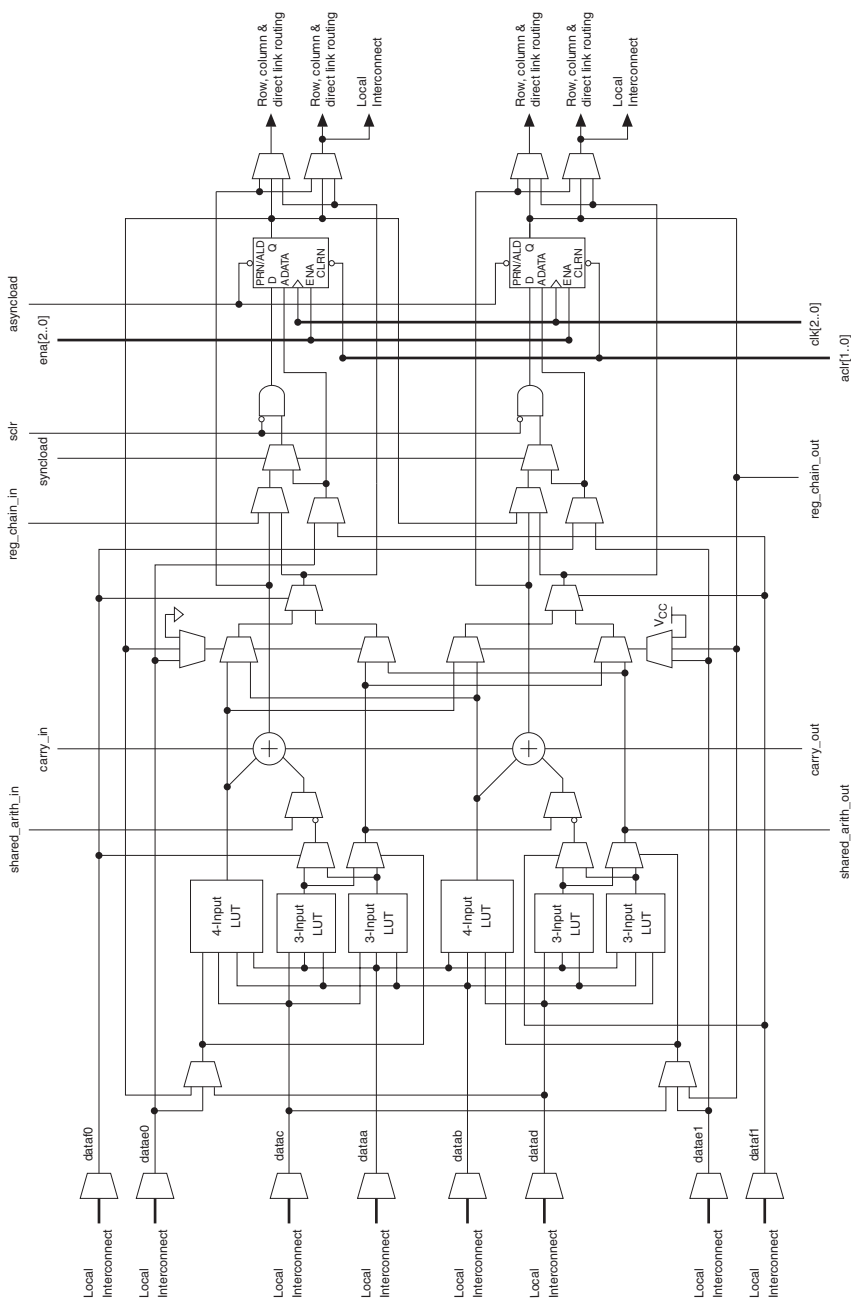 shared_arith_in
carry_in
reg_chain_in
syncload
sclr
ena[2..0]
asyncload
Local
Interconnect
dataf0
Local
Interconnect
datae0
4-Input
LUT
PRN/ALD
D
Q
ADATA
ENA
CLRN
Row, column &
direct link routing
Row, column &
direct link routing
Local
Interconnect
Local
Interconnect
datac
3-Input
LUT
Local
Interconnect
dataa
3-Input
LUT
Local
Interconnect
datab
4-Input
LUT
Local
Interconnect
datad
3-Input
LUT
3-Input
LUT
VCC
PRN/ALD
D
Q
ADATA
ENA
CLRN
Row, column &
direct link routing
Row, column &
direct link routing
Local
Interconnect
Local
Interconnect
datae1
Local
Interconnect
dataf1
shared_arith_out
carry_out
reg_chain_out
aclr[1..0]
clk[2..0]